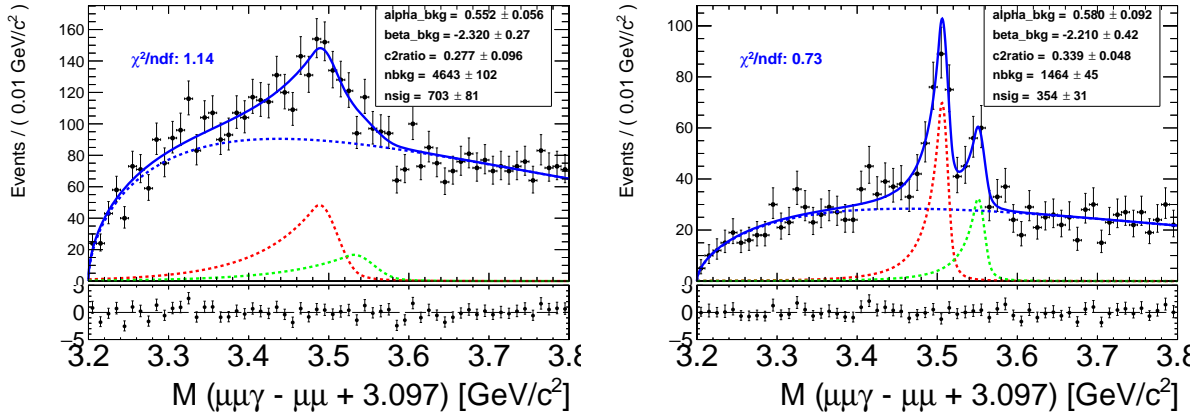 Events / ( 0.01 GeV/c² )
160
140
120
100
80
60
40
20
0
χ²/ndf: 1.14
alpha_bkg = 0.552 ± 0.056
beta_bkg = -2.320 ± 0.27
c2ratio = 0.277 ± 0.096
nbkg = 4643 ± 102
nsig = 703 ± 81
5
0
−5
3.2 3.3 3.4 3.5 3.6 3.7 3.8
M (μμγ - μμ + 3.097) [GeV/c²]
Events / ( 0.01 GeV/c² )
100
80
60
40
20
0
χ²/ndf: 0.73
alpha_bkg = 0.580 ± 0.092
beta_bkg = -2.210 ± 0.42
c2ratio = 0.339 ± 0.048
nbkg = 1464 ± 45
nsig = 354 ± 31
5
0
−5
3.2 3.3 3.4 3.5 3.6 3.7 3.8
M (μμγ - μμ + 3.097) [GeV/c²]